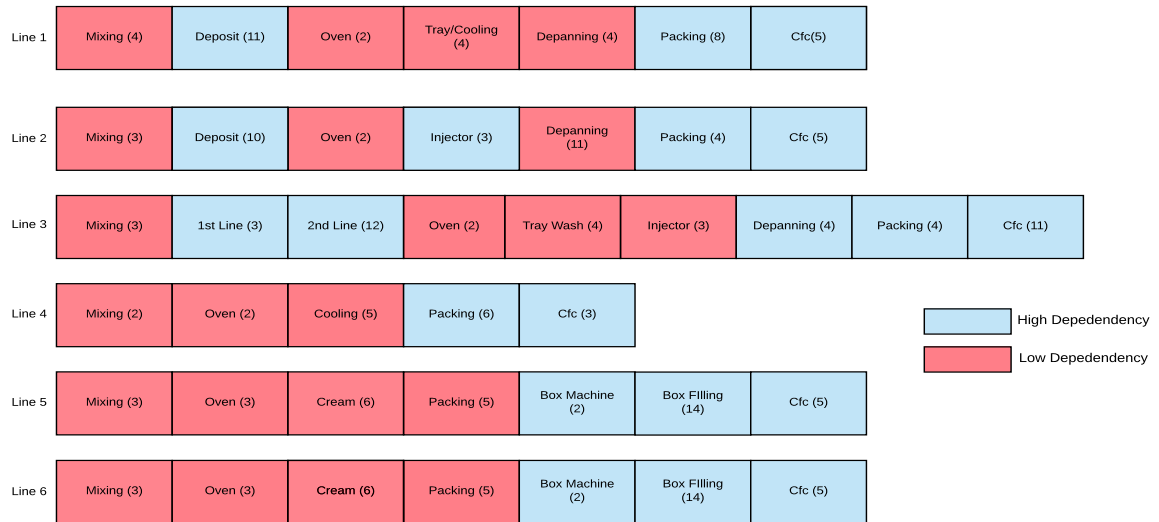 Line 1
Mixing (4)
Deposit (11)
Oven (2)
Tray/Cooling
(4)
Depanning (4)
Packing (8)
Cfc(5)
Line 2
Mixing (3)
Deposit (10)
Oven (2)
Injector (3)
Depanning
(11)
Packing (4)
Cfc (5)
Line 3
Mixing (3)
1st Line (3)
2nd Line (12)
Oven (2)
Tray Wash (4)
Injector (3)
Depanning (4)
Packing (4)
Cfc (11)
Line 4
Mixing (2)
Oven (2)
Cooling (5)
Packing (6)
Cfc (3)
High Depedendency
Low Depedendency
Line 5
Mixing (3)
Oven (3)
Cream (6)
Packing (5)
Box Machine
(2)
Box FIlling
(14)
Cfc (5)
Line 6
Mixing (3)
Oven (3)
Cream (6)
Packing (5)
Box Machine
(2)
Box FIlling
(14)
Cfc (5)